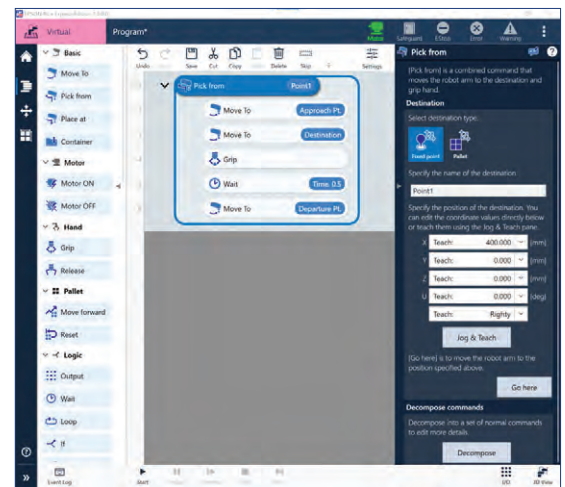 Virtual
Program*
Motor
Safeguard
EStop
Error
Warning
Basic
Move To
Pick from
Place at
Container
Motor
Motor ON
Motor OFF
Hand
Grip
Release
Pallet
Move forward
Reset
Logic
Output
Wait
Loop
If
Undo
Save
Cut
Copy
Delete
Step
Settings
Pick from
Point1
Move To
Approach Pt.
Move To
Destination
Grip
Wait
Time: 0.5
Move To
Departure Pt.
Pick from
[Pick from] is a combined command that
moves the robot arm to the destination and
grip hand.
Destination
Select destination type.
Fixed point
Pallet
Specify the name of the destination.
Point1
Specify the position of the destination. You
can edit the coordinate values directly below
or teach them using the Jog & Teach pane.
X Teach: 400.000 [mm]
Y Teach: 0.000 [mm]
Z Teach: 0.000 [mm]
U Teach: 0.000 [deg]
Teach: Righty
Jog & Teach
[Go here] is to move the robot arm to the
position specified above.
Go here
Decompose commands
Decompose into a set of normal commands
to edit more details.
Decompose
Event Log
Start
I/O
3D View